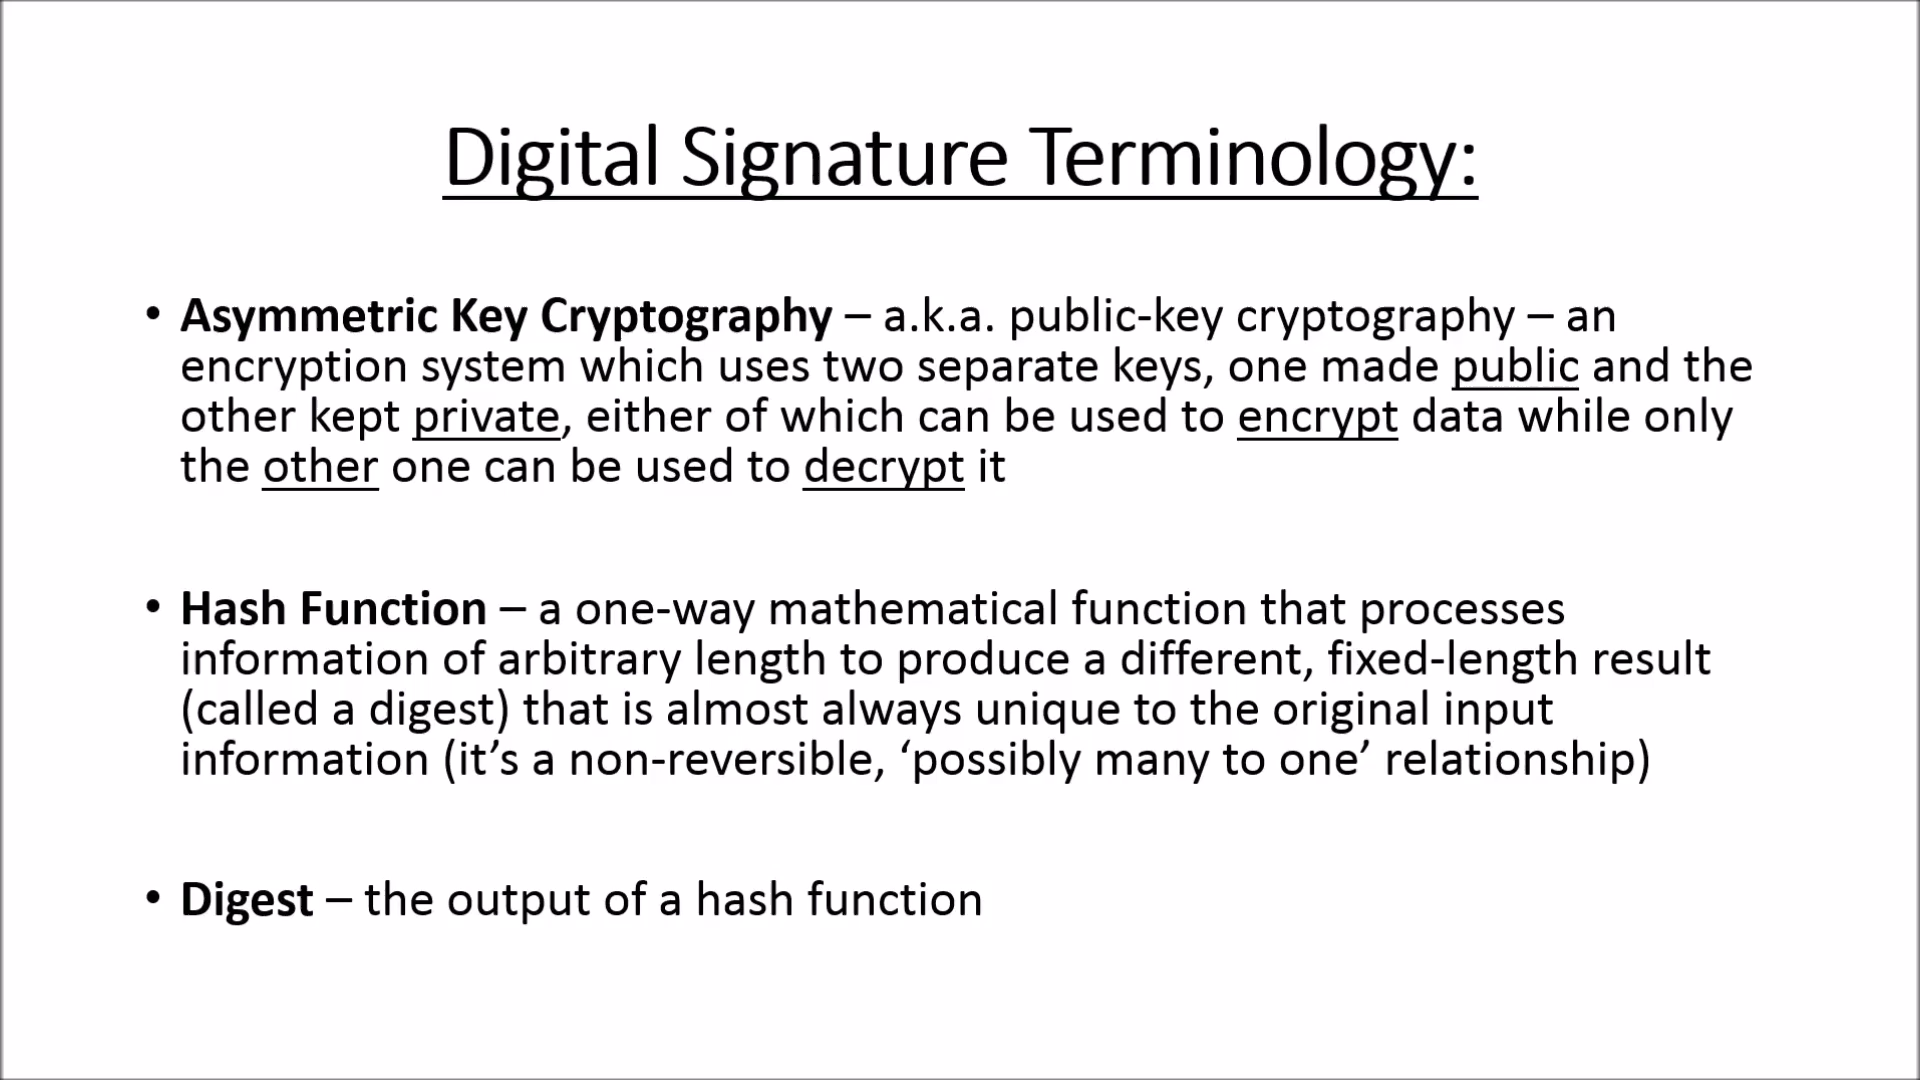 Digital Signature Terminology:
• Asymmetric Key Cryptography – a.k.a. public-key cryptography – an
encryption system which uses two separate keys, one made public and the
other kept private, either of which can be used to encrypt data while only
the other one can be used to decrypt it
• Hash Function – a one-way mathematical function that processes
information of arbitrary length to produce a different, fixed-length result
(called a digest) that is almost always unique to the original input
information (it’s a non-reversible, ‘possibly many to one’ relationship)
• Digest – the output of a hash function